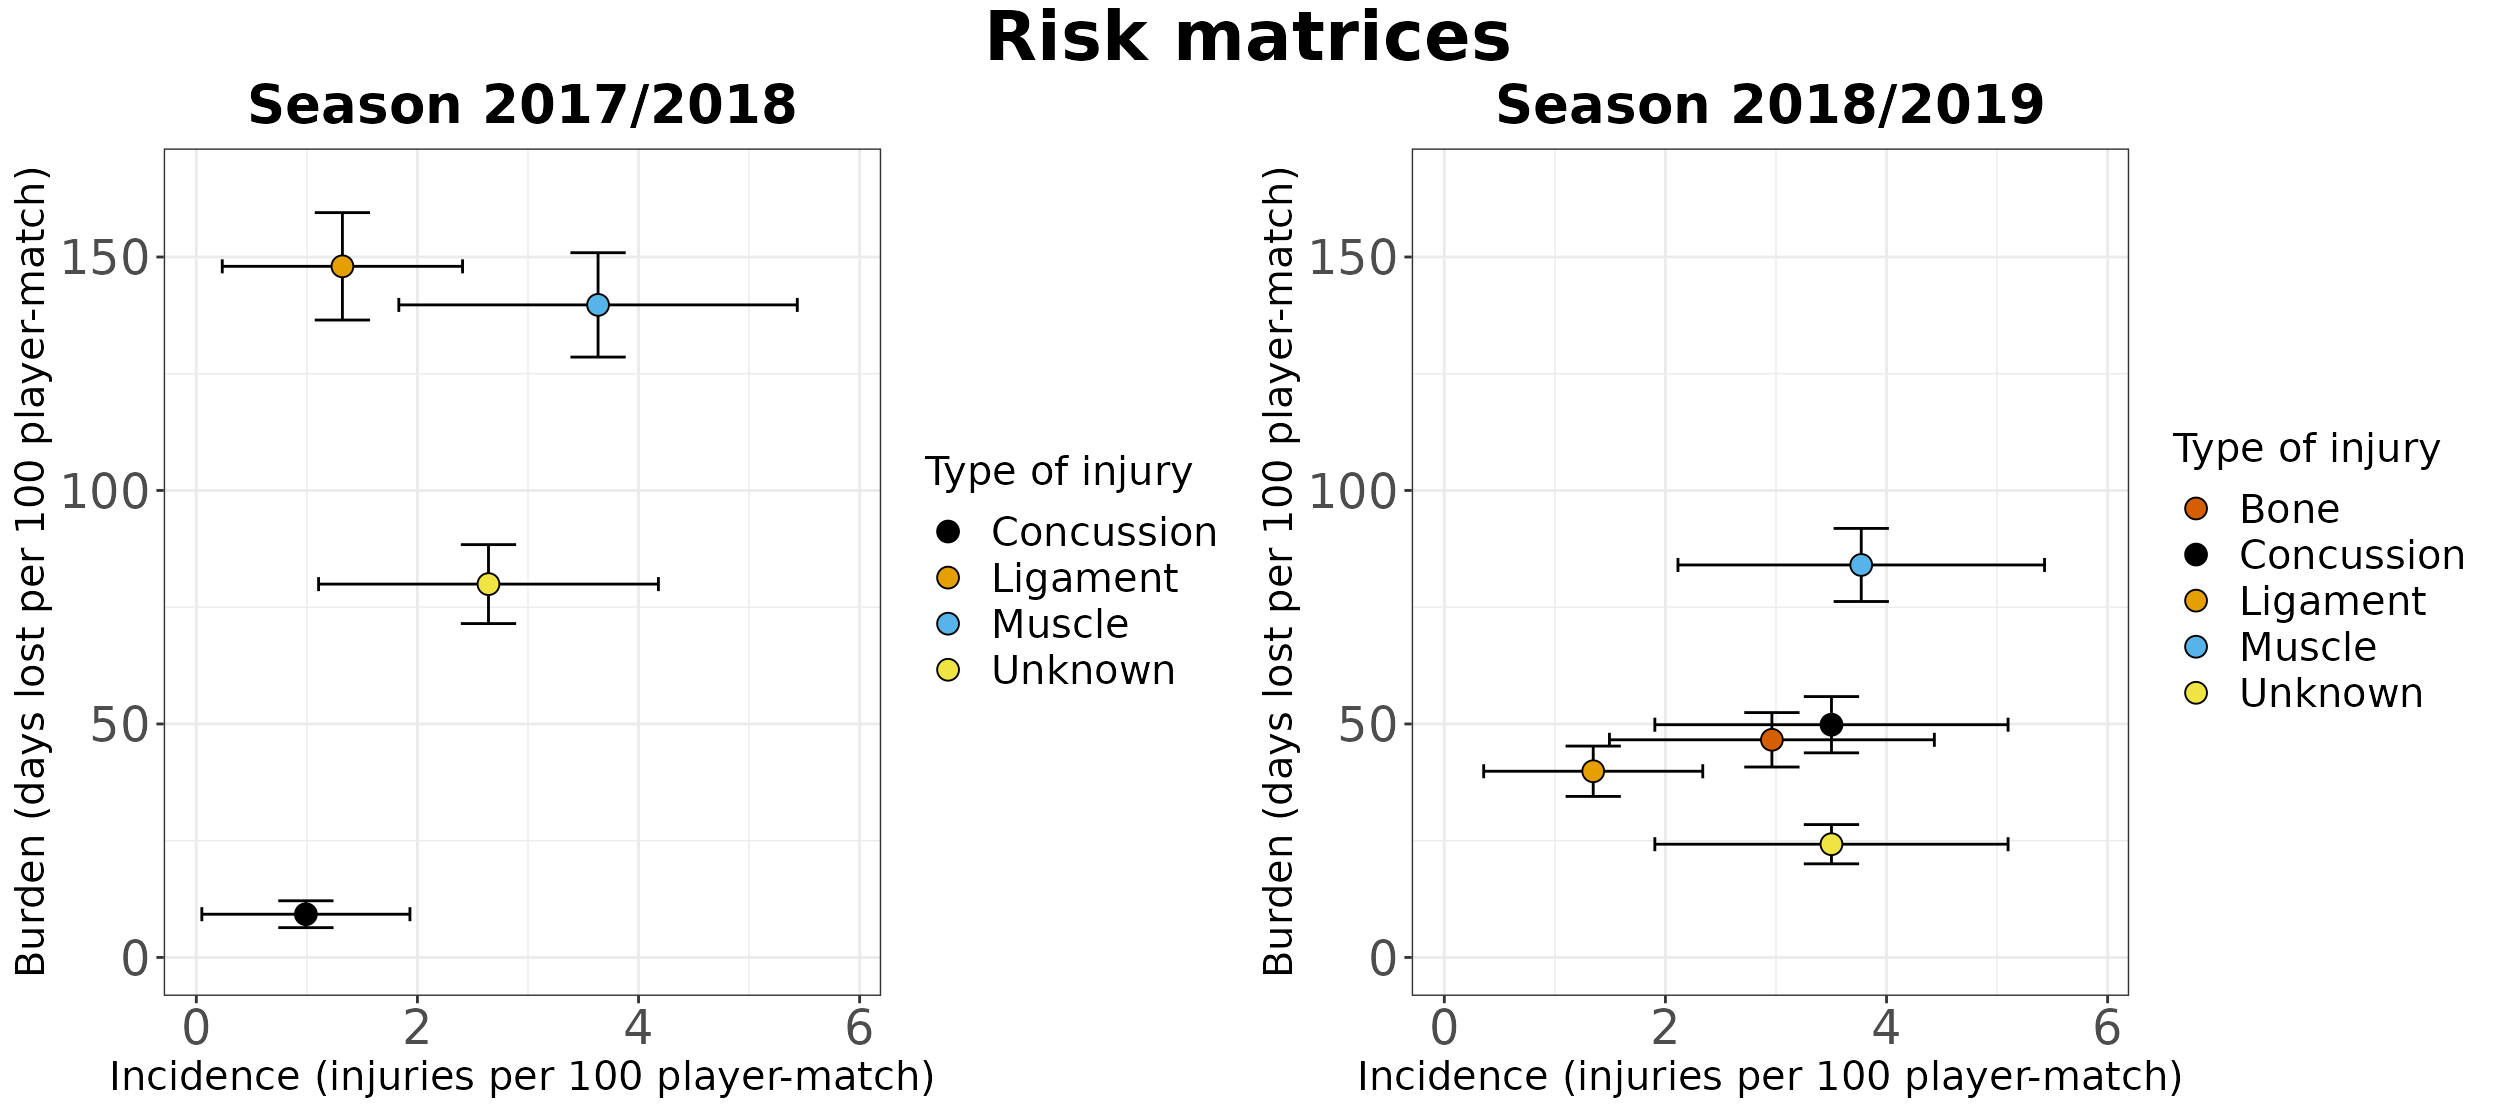 Risk matrices
Season 2017/2018
Burden (days lost per 100 player-match)
150
100
50
0
0 2 4 6
Incidence (injuries per 100 player-match)
Type of injury
Concussion
Ligament
Muscle
Unknown
Season 2018/2019
Burden (days lost per 100 player-match)
150
100
50
0
0 2 4 6
Incidence (injuries per 100 player-match)
Type of injury
Bone
Concussion
Ligament
Muscle
Unknown